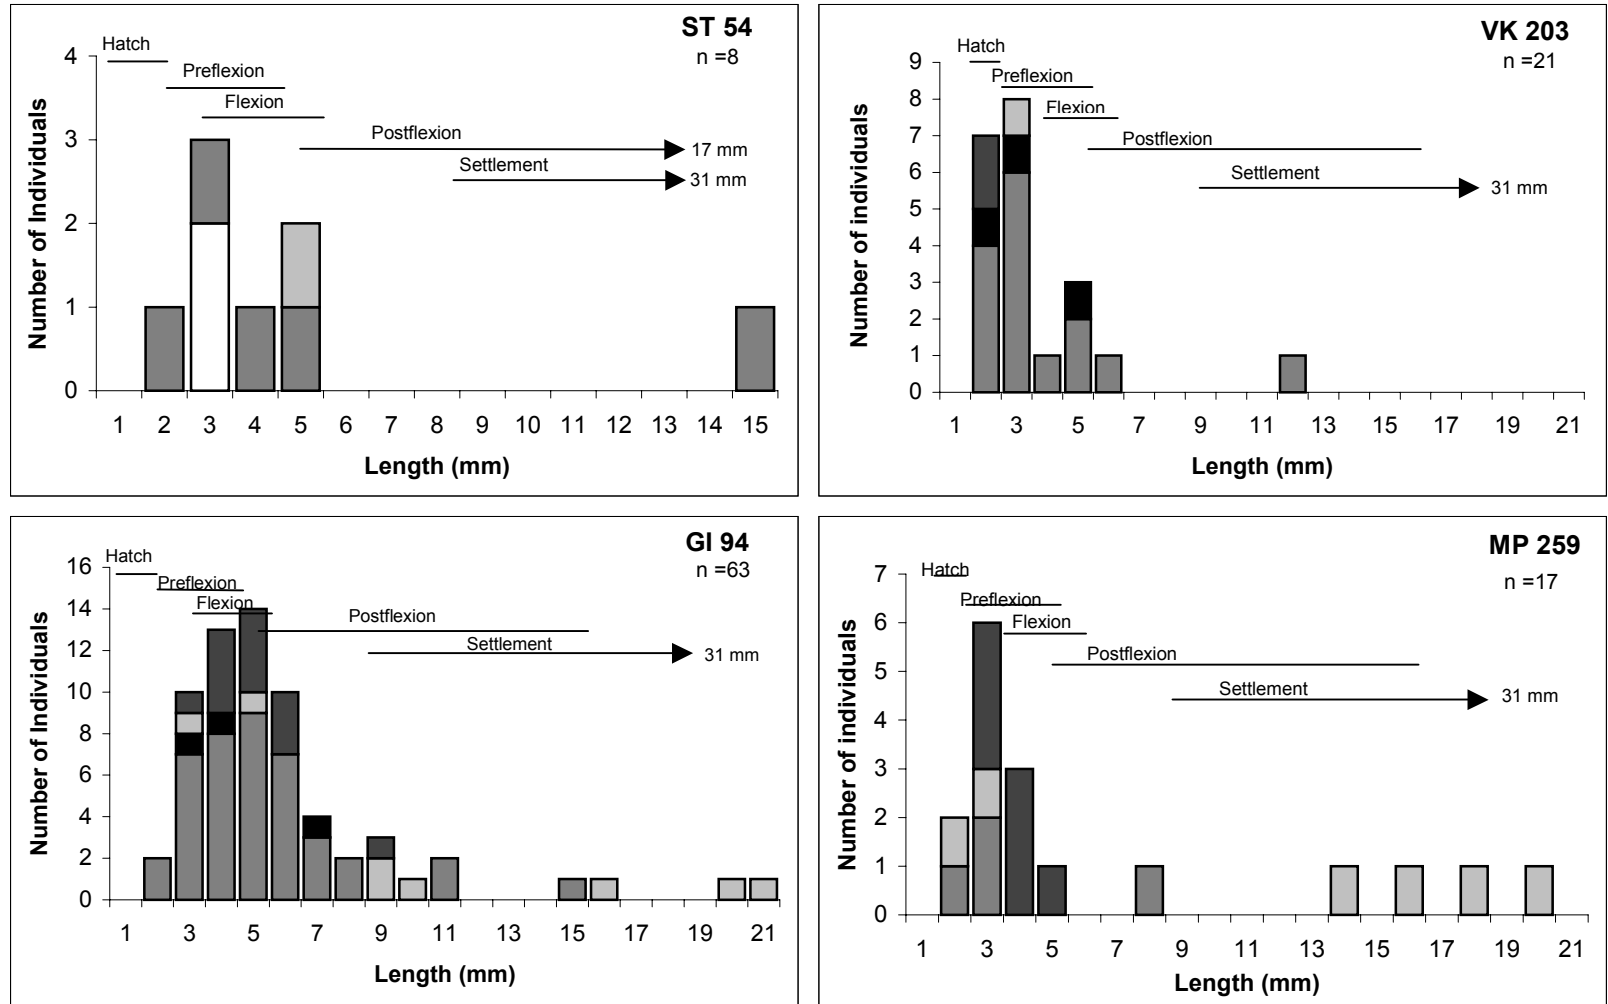 ST 54
n =8
Hatch
Preflexion
Flexion
Postflexion
17 mm
Settlement
31 mm
4
3
2
1
0
Number of Individuals
1 2 3 4 5 6 7 8 9 10 11 12 13 14 15
Length (mm)
VK 203
n =21
Hatch
Preflexion
Flexion
Postflexion
Settlement
31 mm
9
8
7
6
5
4
3
2
1
0
Number of individuals
1 3 5 7 9 11 13 15 17 19 21
Length (mm)
GI 94
n =63
Hatch
Preflexion
Flexion
Postflexion
Settlement
31 mm
16
14
12
10
8
6
4
2
0
Number of Individuals
1 3 5 7 9 11 13 15 17 19 21
Length (mm)
MP 259
n =17
Hatch
Preflexion
Flexion
Postflexion
Settlement
31 mm
7
6
5
4
3
2
1
0
Number of individuals
1 3 5 7 9 11 13 15 17 19 21
Length (mm)